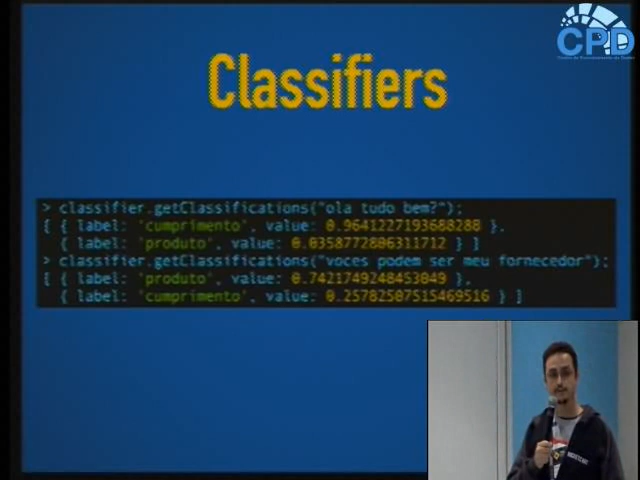 CPD
Classifiers
> classifier.getClassifications("ola tudo bem?");
[ { label: 'cumprimento', value: 0.9641227193688288 },
{ label: 'produto', value: 0.0358772806311712 } ]
> classifier.getClassifications("voces podem ser meu fornecedor");
[ { label: 'produto', value: 0.7421749248453049 },
{ label: 'cumprimento', value: 0.25782507515469516 } ]